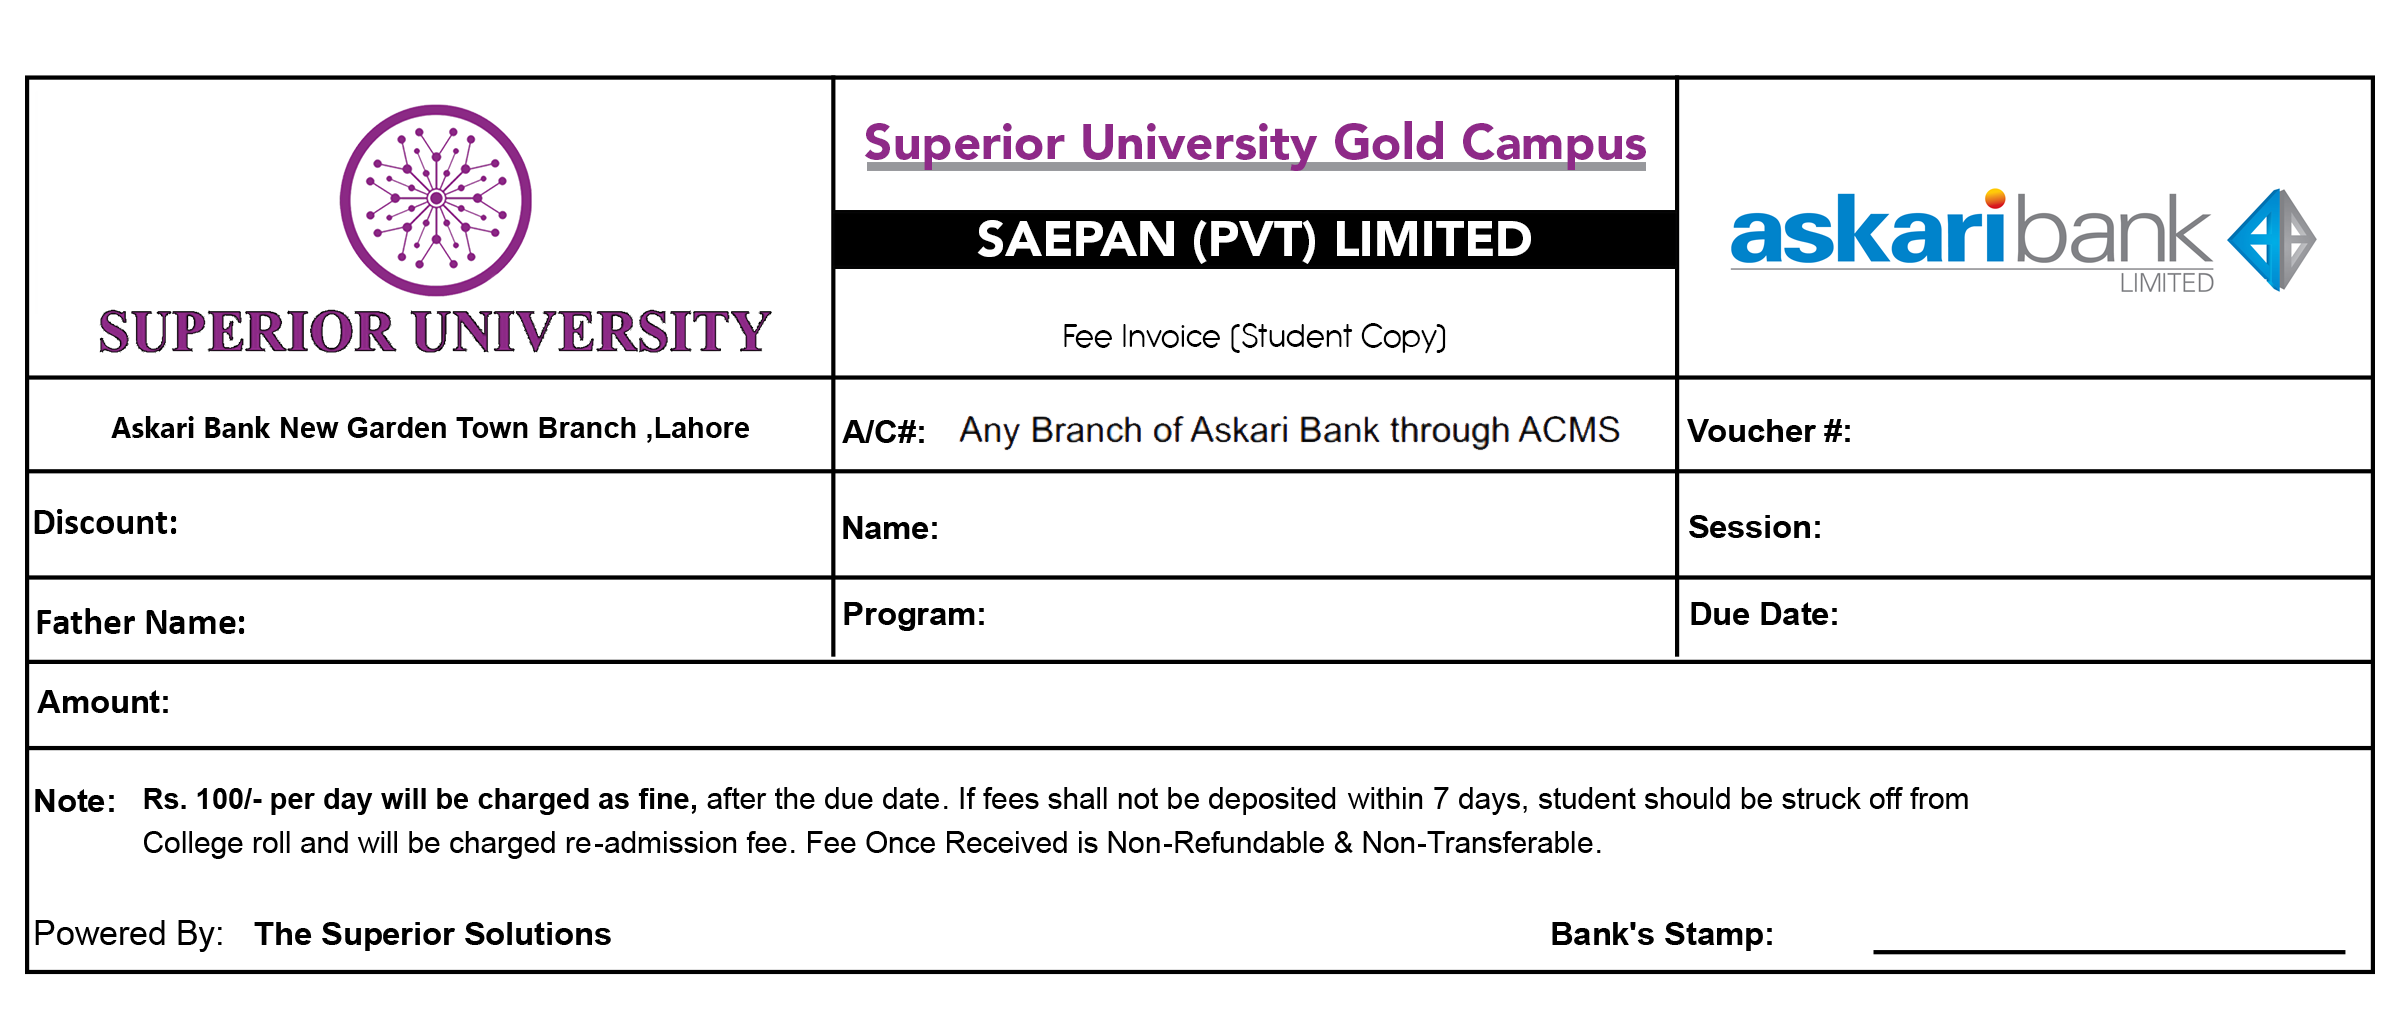 SUPERIOR UNIVERSITY
Superior University Gold Campus
SAEPAN (PVT) LIMITED
Fee Invoice (Student Copy)
askaribank
LIMITED
Askari Bank New Garden Town Branch ,Lahore
A/C#: Any Branch of Askari Bank through ACMS
Voucher #:
Discount:
Name:
Session:
Father Name:
Program:
Due Date:
Amount:
Note: Rs. 100/- per day will be charged as fine, after the due date. If fees shall not be deposited within 7 days, student should be struck off from
College roll and will be charged re-admission fee. Fee Once Received is Non-Refundable & Non-Transferable.
Powered By: The Superior Solutions
Bank's Stamp: